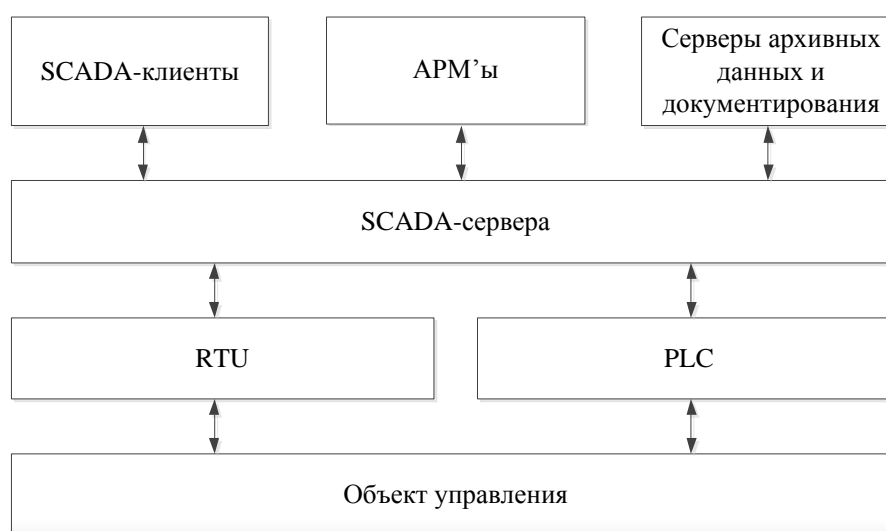 SCADA-клиенты
АРМ’ы
Серверы архивных
данных и
документирования
SCADA-сервера
RTU
PLC
Объект управления